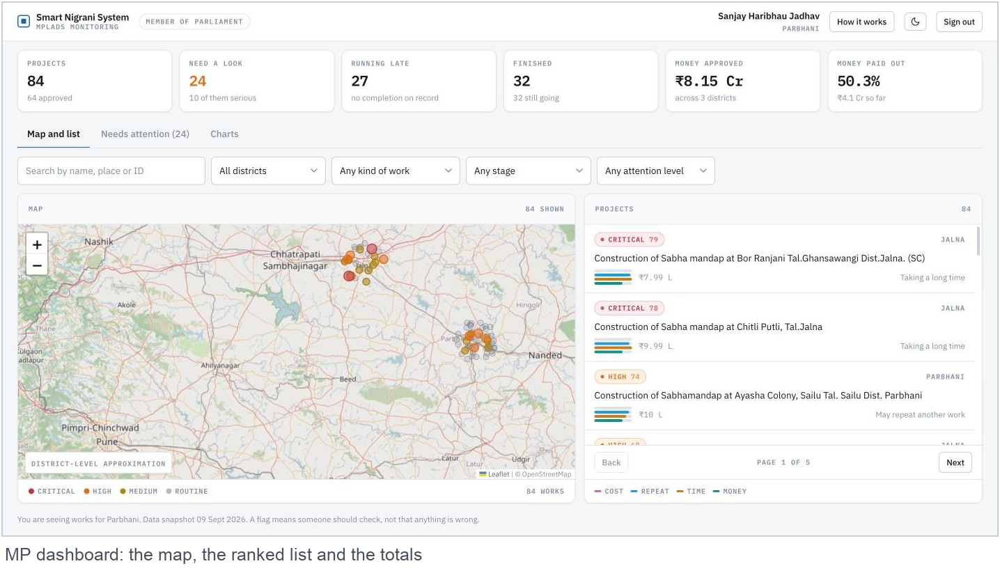 Smart Nigrani System
MPLADS MONITORING
MEMBER OF PARLIAMENT
Sanjay Haribhau Jadhav
PARBHANI
How it works
Sign out
PROJECTS
84
64 approved
NEED A LOOK
24
10 of them serious
RUNNING LATE
27
no completion on record
FINISHED
32
32 still going
MONEY APPROVED
₹8.15 Cr
across 3 districts
MONEY PAID OUT
50.3%
₹4.1 Cr so far
Map and list
Needs attention (24)
Charts
Search by name, place or ID
All districts
Any kind of work
Any stage
Any attention level
MAP
84 SHOWN
+
−
Nashik
Chhatrapati
Sambhajinagar
Akole
Hingoli
Thane
Nanded
Ahilyanagar
Beed
Pimpri-Chinchwad
Pune
Latur
Latur
Udgir
DISTRICT-LEVEL APPROXIMATION
Leaflet | © OpenStreetMap
CRITICAL
HIGH
MEDIUM
ROUTINE
84 WORKS
PROJECTS
84
CRITICAL 79
JALNA
Construction of Sabha mandap at Bor Ranjani Tal.Ghansawangi Dist.Jalna. (SC)
₹7.99 L
Taking a long time
CRITICAL 78
JALNA
Construction of Sabha mandap at Chitli Putli, Tal.Jalna
₹9.99 L
Taking a long time
HIGH 74
PARBHANI
Construction of Sabhamandap at Ayasha Colony, Sailu Tal. Sailu Dist. Parbhani
₹10 L
May repeat another work
Back
PAGE 1 OF 5
Next
COST
REPEAT
TIME
MONEY
You are seeing works for Parbhani. Data snapshot 09 Sept 2026. A flag means someone should check, not that anything is wrong.
MP dashboard: the map, the ranked list and the totals